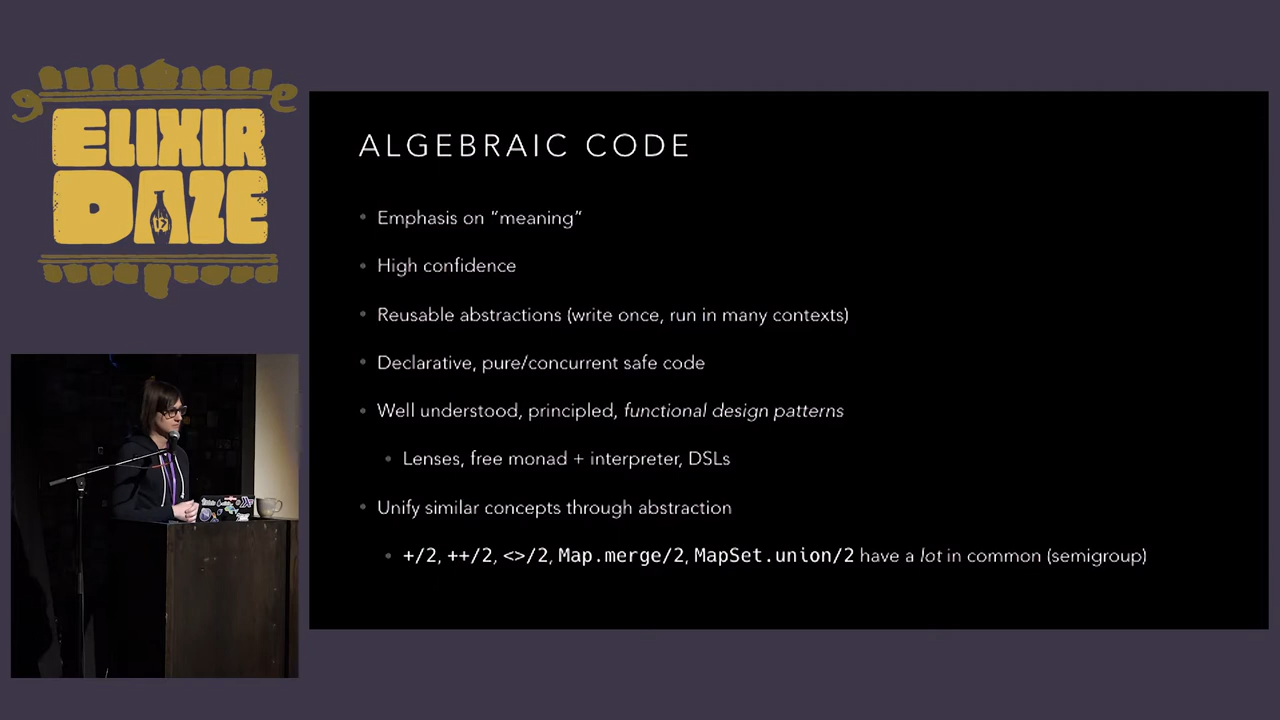 ELIXIR
DAZE
ALGEBRAIC CODE
• Emphasis on “meaning”
• High confidence
• Reusable abstractions (write once, run in many contexts)
• Declarative, pure/concurrent safe code
• Well understood, principled, functional design patterns
• Lenses, free monad + interpreter, DSLs
• Unify similar concepts through abstraction
• +/2, ++/2, <>/2, Map.merge/2, MapSet.union/2 have a lot in common (semigroup)